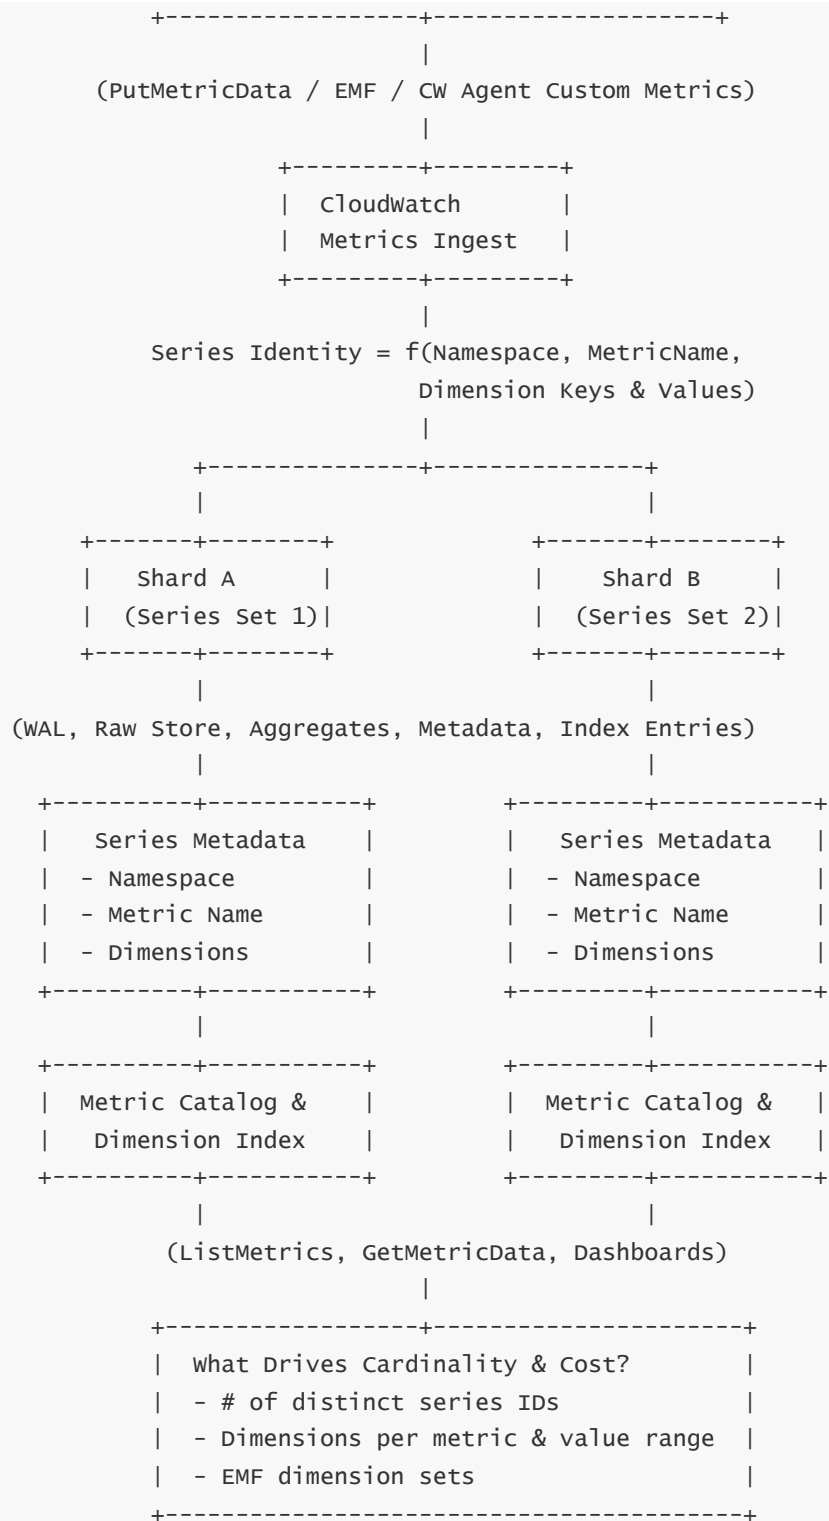 +------------------+--------------------+
|
(PutMetricData / EMF / CW Agent Custom Metrics)
|
+---------+---------+
| CloudWatch |
| Metrics Ingest |
+---------+---------+
|
Series Identity = f(Namespace, MetricName,
Dimension Keys & Values)
|
+---------------+---------------+
| |
+-------+--------+ +-------+--------+
| Shard A | | Shard B |
| (Series Set 1)| | (Series Set 2)|
+-------+--------+ +-------+--------+
| |
(WAL, Raw Store, Aggregates, Metadata, Index Entries)
| |
+----------+-----------+ +---------+-----------+
| Series Metadata | | Series Metadata |
| - Namespace | | - Namespace |
| - Metric Name | | - Metric Name |
| - Dimensions | | - Dimensions |
+----------+-----------+ +---------+-----------+
| |
+----------+-----------+ +---------+-----------+
| Metric Catalog & | | Metric Catalog & |
| Dimension Index | | Dimension Index |
+----------+-----------+ +---------+-----------+
| |
(ListMetrics, GetMetricData, Dashboards)
|
+------------------+----------------------+
| What Drives Cardinality & Cost? |
| - # of distinct series IDs |
| - Dimensions per metric & value range |
| - EMF dimension sets |
+-----------------------------------------+